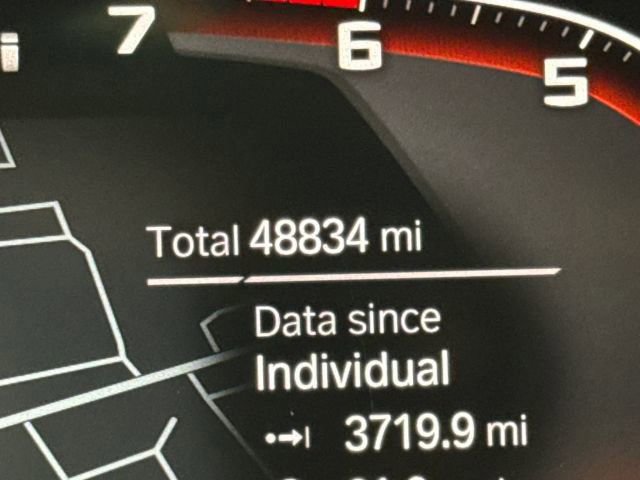 7
6
5
Total 48834 mi
Data since
Individual
3719.9 mi